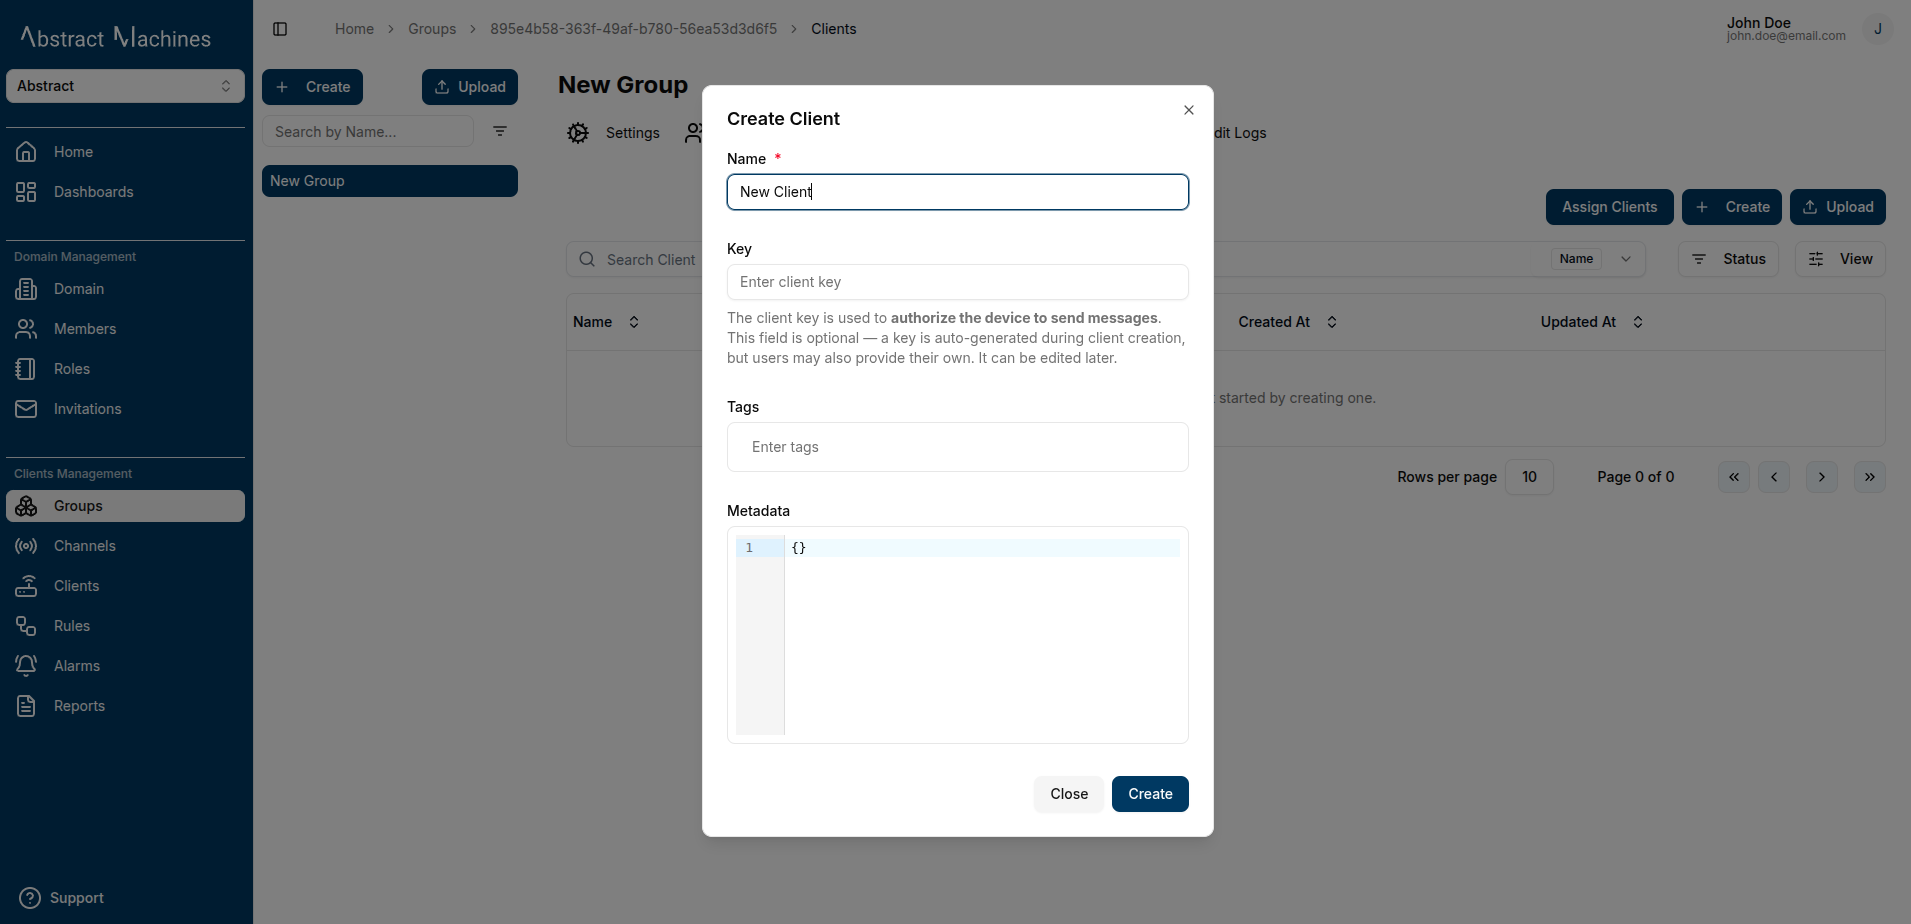 Abstract Machines
Abstract
Home
Dashboards
Domain Management
Domain
Members
Roles
Invitations
Clients Management
Groups
Channels
Clients
Rules
Alarms
Reports
Support
Home > Groups > 895e4b58-363f-49af-b780-56ea53d3d6f5 > Clients
John Doe
john.doe@email.com
J
Create
Upload
Search by Name...
New Group
New Group
Settings
dit Logs
Assign Clients
Create
Upload
Search Client
Name
Status
View
Name
Created At
Updated At
started by creating one.
Rows per page
10
Page 0 of 0
Create Client
Name *
New Client
Key
Enter client key
The client key is used to authorize the device to send messages.
This field is optional — a key is auto-generated during client creation,
but users may also provide their own. It can be edited later.
Tags
Enter tags
Metadata
1
{}
Close
Create